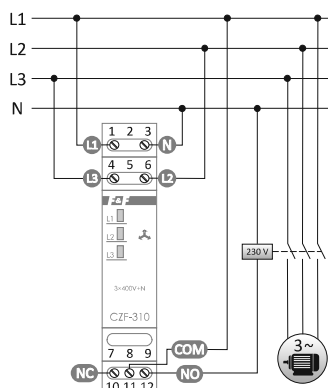 L1
L2
L3
N
1 2 3
L1
N
4 5 6
L3
L2
F&F
L1
L2
L3
230 V
3×400V+N
CZF-310
3~
7 8 9
COM
NC
NO
10 11 12